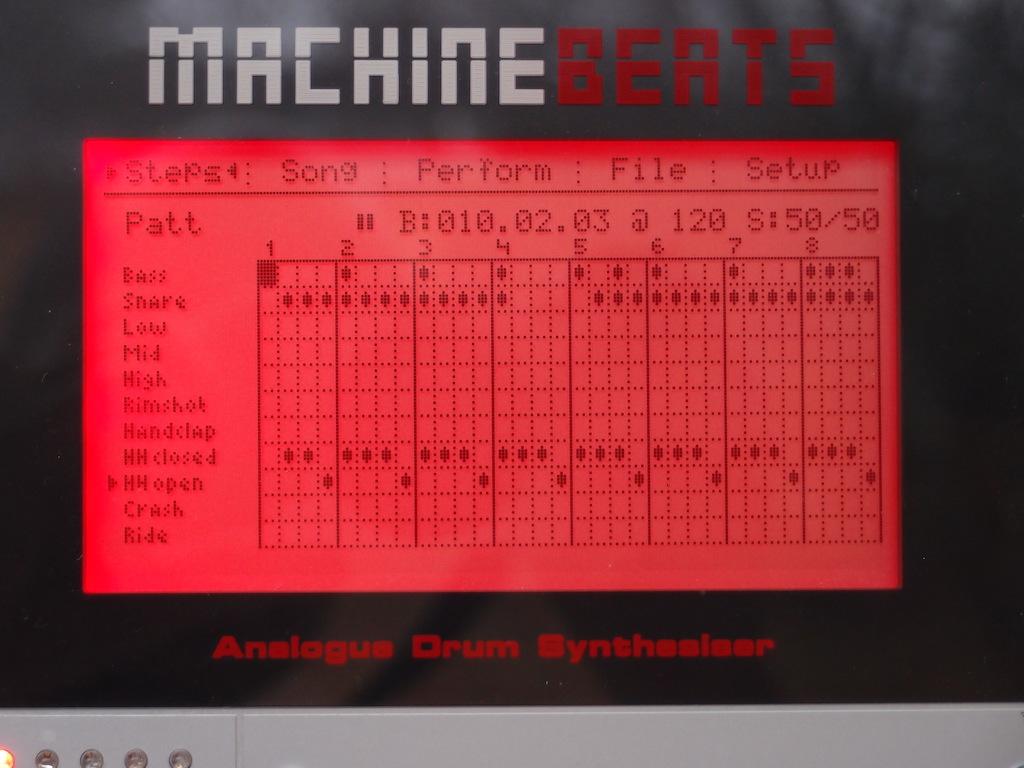 MACHINEBEATS
Steps: Song : Perform : File : Setup
Patt B:010.02.03 @ 120 S:50/50
1 2 3 4 5 6 7 8
Bass
Snare
Low
Mid
High
Rimshot
Handclap
HH closed
HH open
Crash
Ride
Analogue Drum Synthesiser